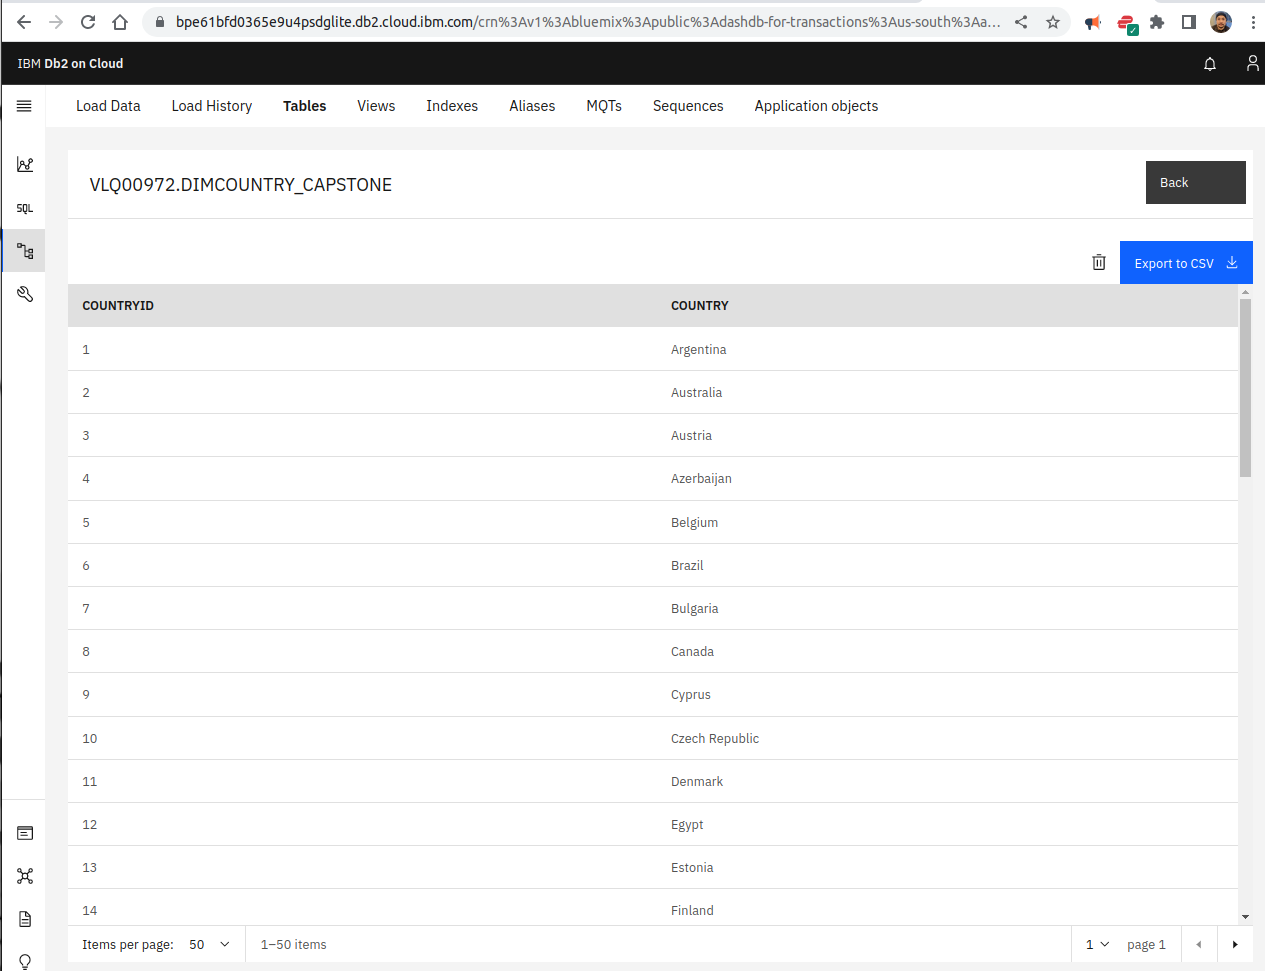 bpe61bfd0365e9u4psdglite.db2.cloud.ibm.com/crn%3Av1%3Abluemix%3Apublic%3Adashdb-for-transactions%3Aus-south%3Aa...
IBM Db2 on Cloud
Load Data Load History Tables Views Indexes Aliases MQTs Sequences Application objects
VLQ00972.DIMCOUNTRY_CAPSTONE
Back
SQL
Export to CSV
COUNTRYID COUNTRY
1 Argentina
2 Australia
3 Austria
4 Azerbaijan
5 Belgium
6 Brazil
7 Bulgaria
8 Canada
9 Cyprus
10 Czech Republic
11 Denmark
12 Egypt
13 Estonia
14 Finland
Items per page: 50 1–50 items 1 page 1